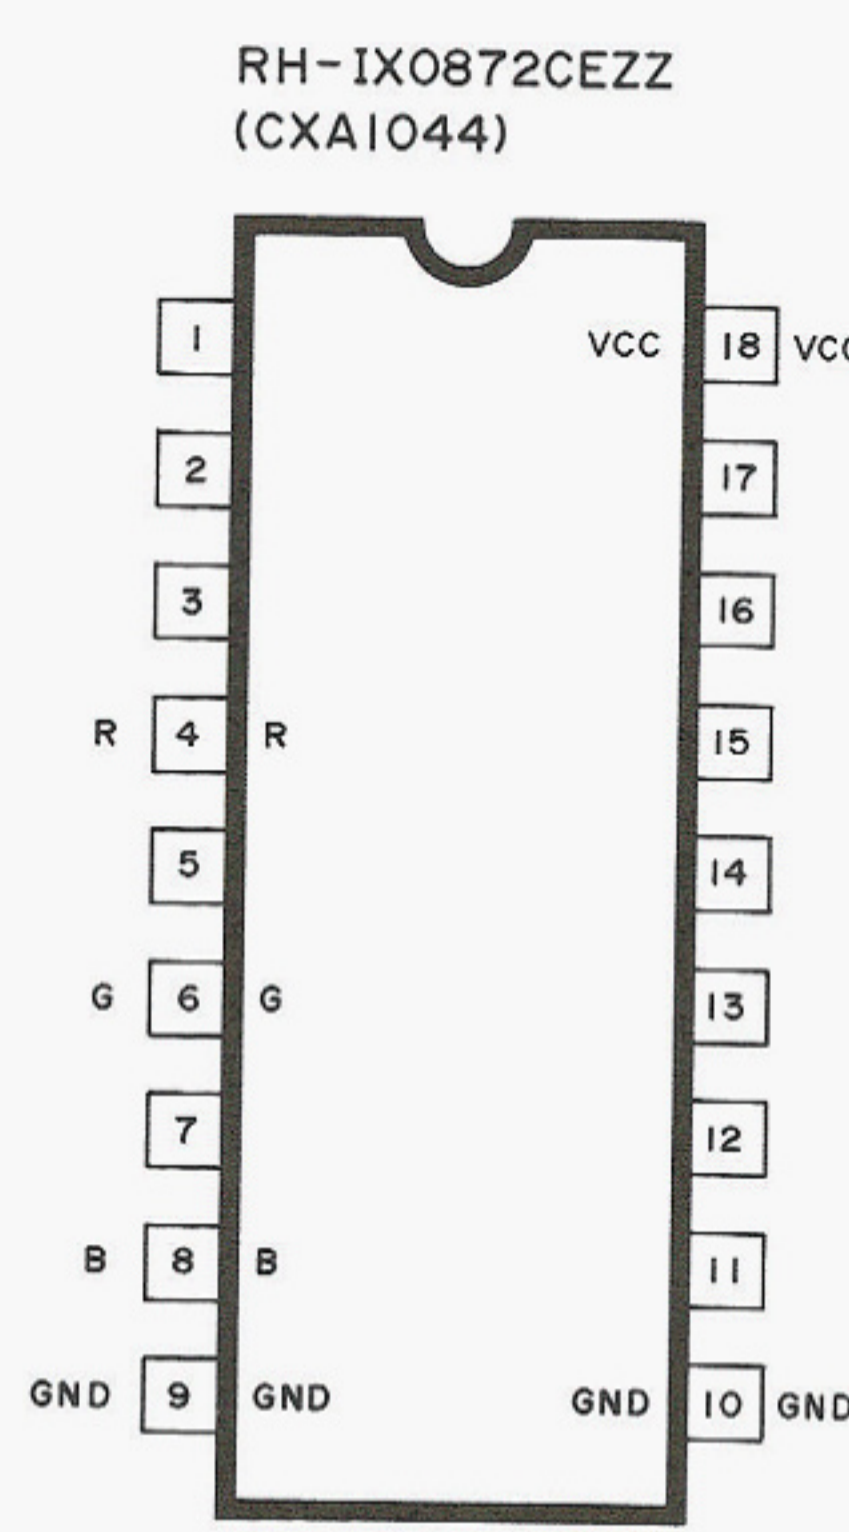 RH-IX0872CEZZ
(CXA1044)
1 VCC 18 VCC
2 17
3 16
R 4 R 15
5 14
G 6 G 13
7 12
B 8 B 11
GND 9 GND GND 10 GND